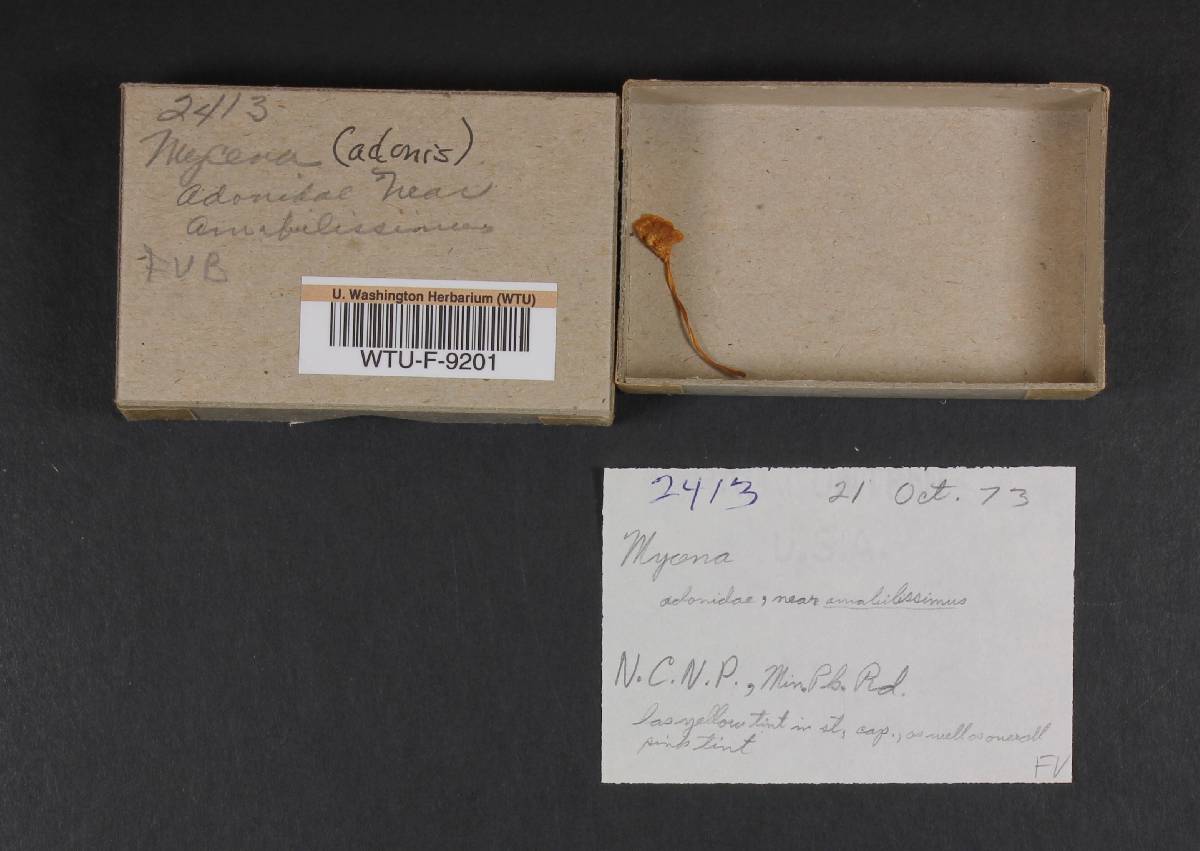 2413
Mycena (adonis)
Adonidae Near
amabilissimus
FVB
U. Washington Herbarium (WTU)
WTU-F-9201
2413 21 Oct. 73
Mycena
adonidae, near amabilissimus
N.C.N.P., Min. Pk. Rd.
has yellow tint in st, cap., as well as overall
pink tint
FV